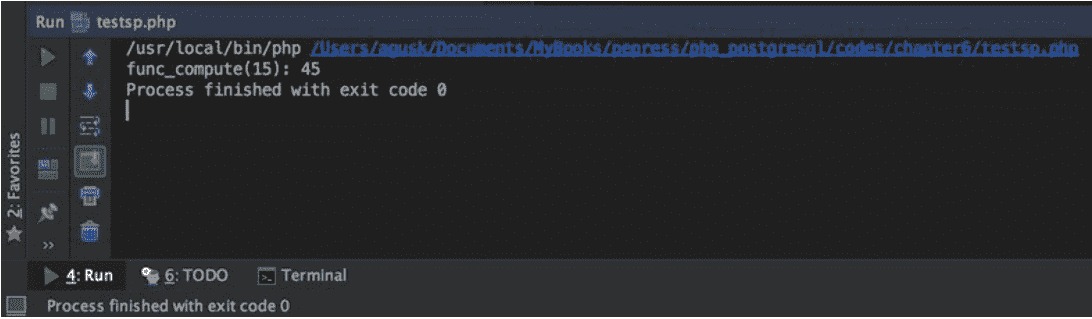 Run testsp.php
/usr/local/bin/php /Users/agusk/Documents/MyBooks/pepress/php_postgresql/codes/chapter6/testsp.php
func_compute(15): 45
Process finished with exit code 0
2: Favorites
4: Run 6: TODO Terminal
Process finished with exit code 0